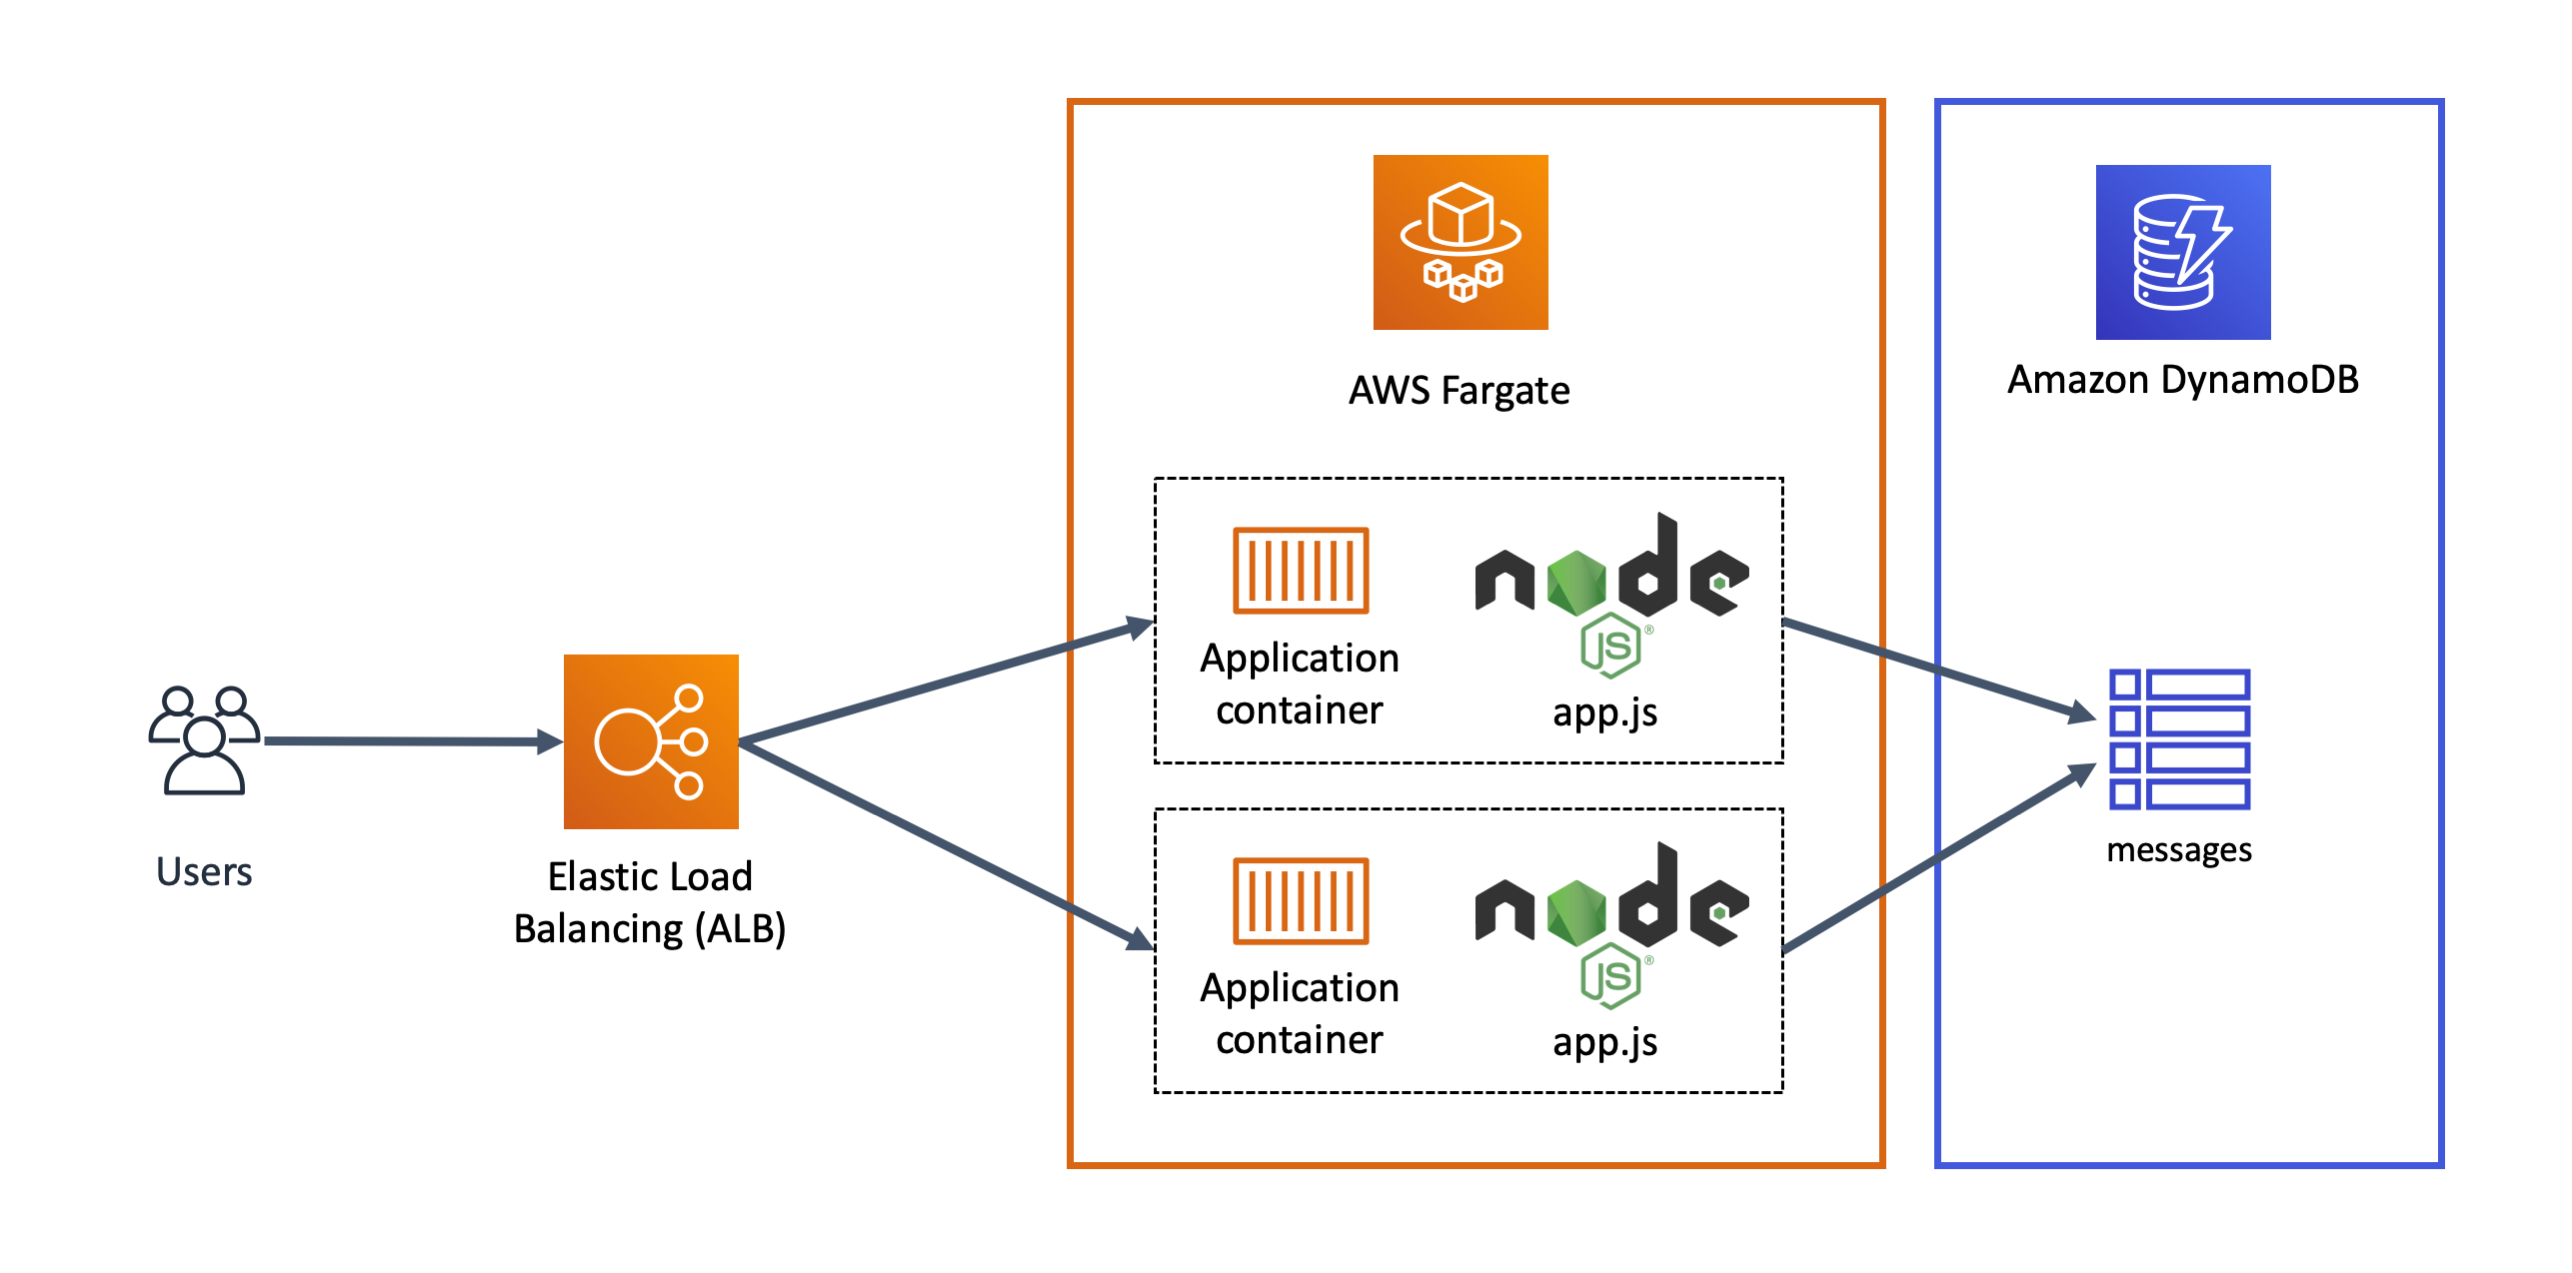 AWS Fargate
Amazon DynamoDB
node
JS®
Application
container
app.js
Users
Elastic Load
Balancing (ALB)
messages
node
JS®
Application
container
app.js